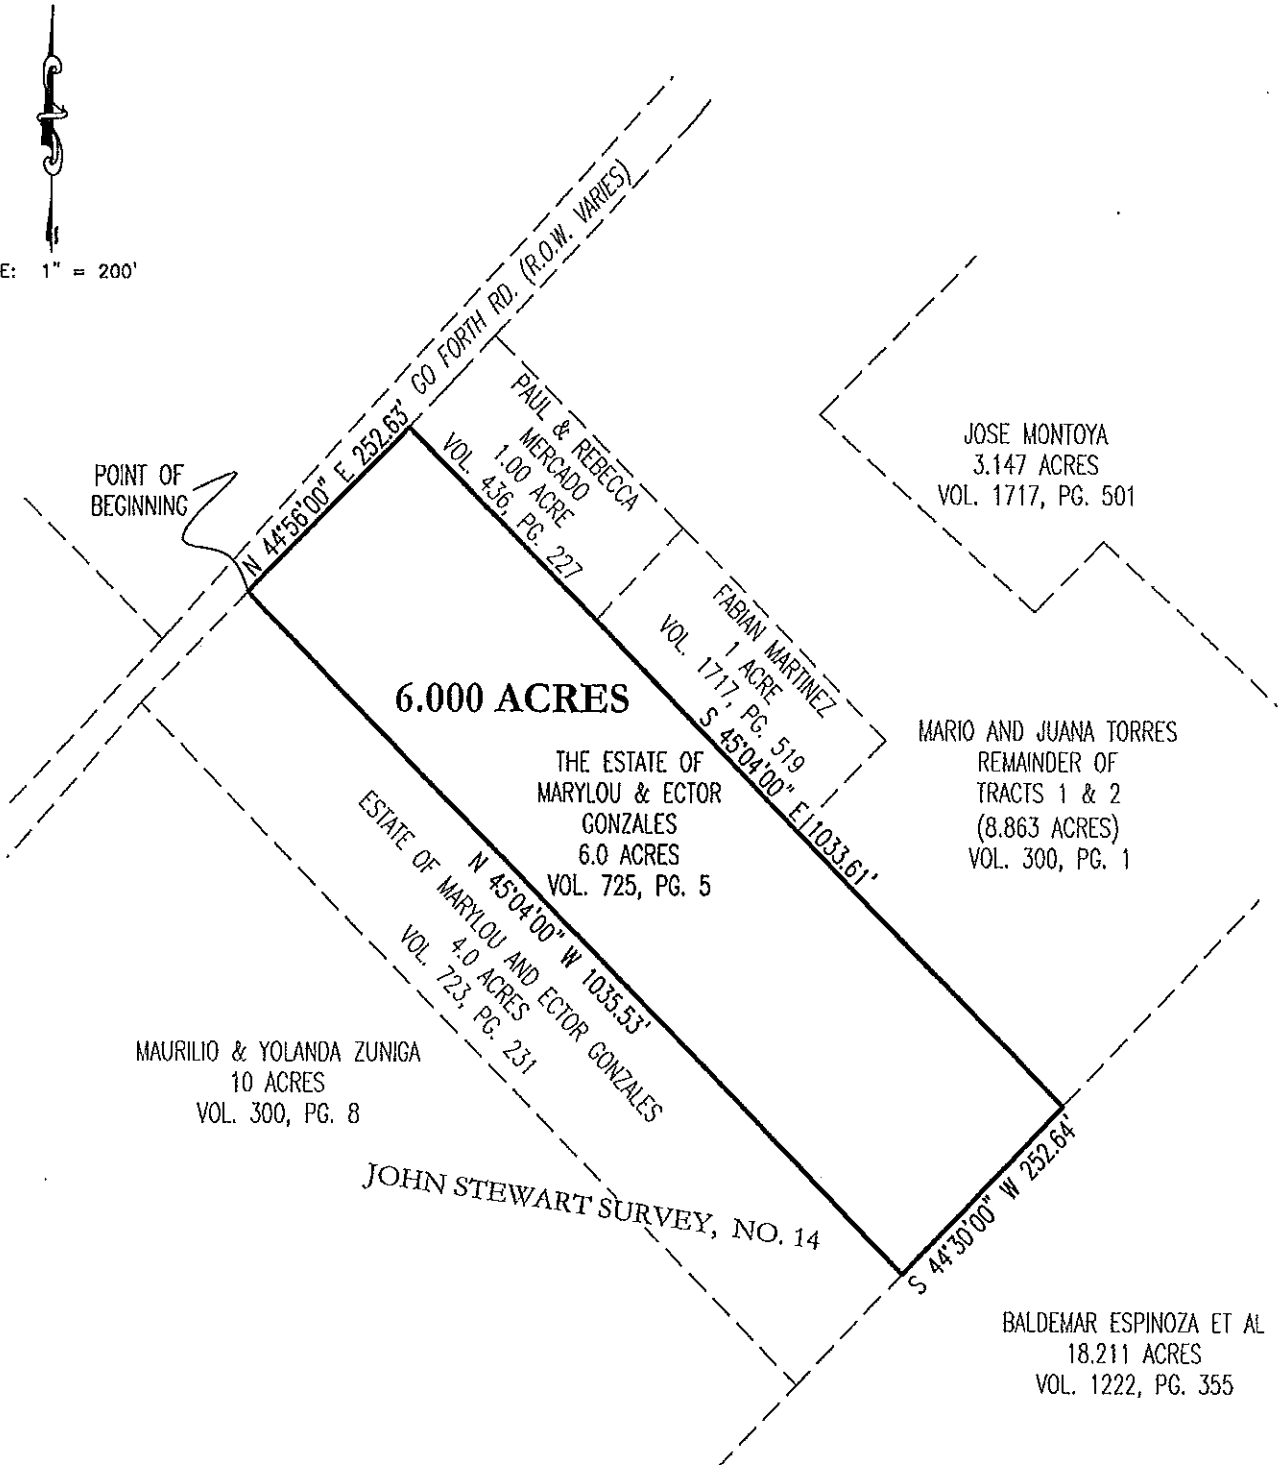 E: 1" = 200'
GO FORTH RD. (R.O.W. VARIES)
POINT OF
BEGINNING
N 44°56'00" E 252.63'
PAUL & REBECCA
MERCADO
1.00 ACRE
VOL. 436, PG. 227
JOSE MONTOYA
3.147 ACRES
VOL. 1717, PG. 501
FABIAN MARTINEZ
1 ACRE
VOL. 1717, PG. 519
S 45°04'00" E 1033.61'
6.000 ACRES
THE ESTATE OF
MARYLOU & ECTOR
GONZALES
6.0 ACRES
VOL. 725, PG. 5
MARIO AND JUANA TORRES
REMAINDER OF
TRACTS 1 & 2
(8.863 ACRES)
VOL. 300, PG. 1
N 45°04'00" W 1035.53'
ESTATE OF MARYLOU AND ECTOR GONZALES
4.0 ACRES
VOL. 723, PG. 231
MAURILIO & YOLANDA ZUNIGA
10 ACRES
VOL. 300, PG. 8
JOHN STEWART SURVEY, NO. 14
S 44°30'00" W 252.64'
BALDEMAR ESPINOZA ET AL
18.211 ACRES
VOL. 1222, PG. 355